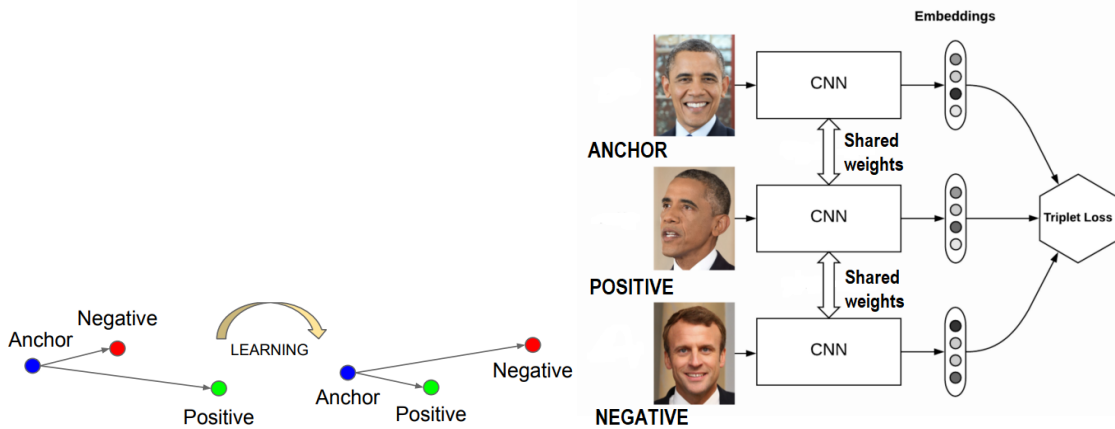 Negative
Anchor
Positive
LEARNING
Anchor
Negative
Positive
Embeddings
CNN
ANCHOR
Shared
weights
CNN
Triplet Loss
POSITIVE
Shared
weights
CNN
NEGATIVE